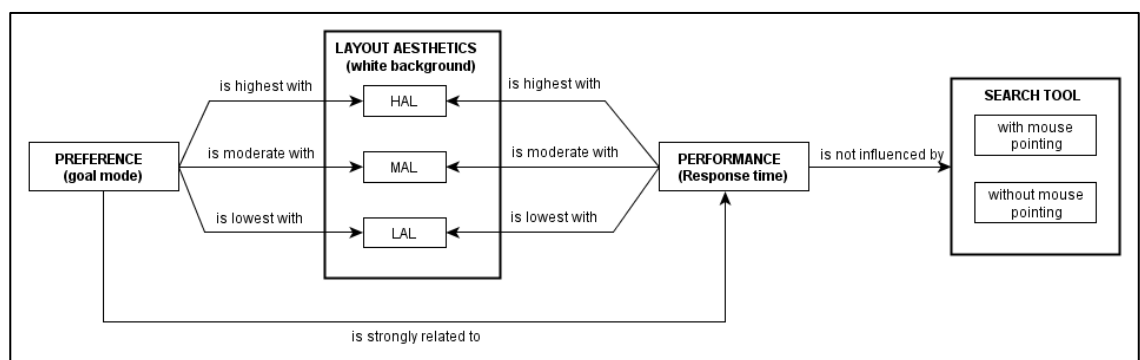 LAYOUT AESTHETICS
(white background)
is highest with
HAL
is highest with
SEARCH TOOL
with mouse
pointing
PREFERENCE
(goal mode)
is moderate with
MAL
is moderate with
PERFORMANCE
(Response time)
is not influenced by
without mouse
pointing
is lowest with
LAL
is lowest with
is strongly related to